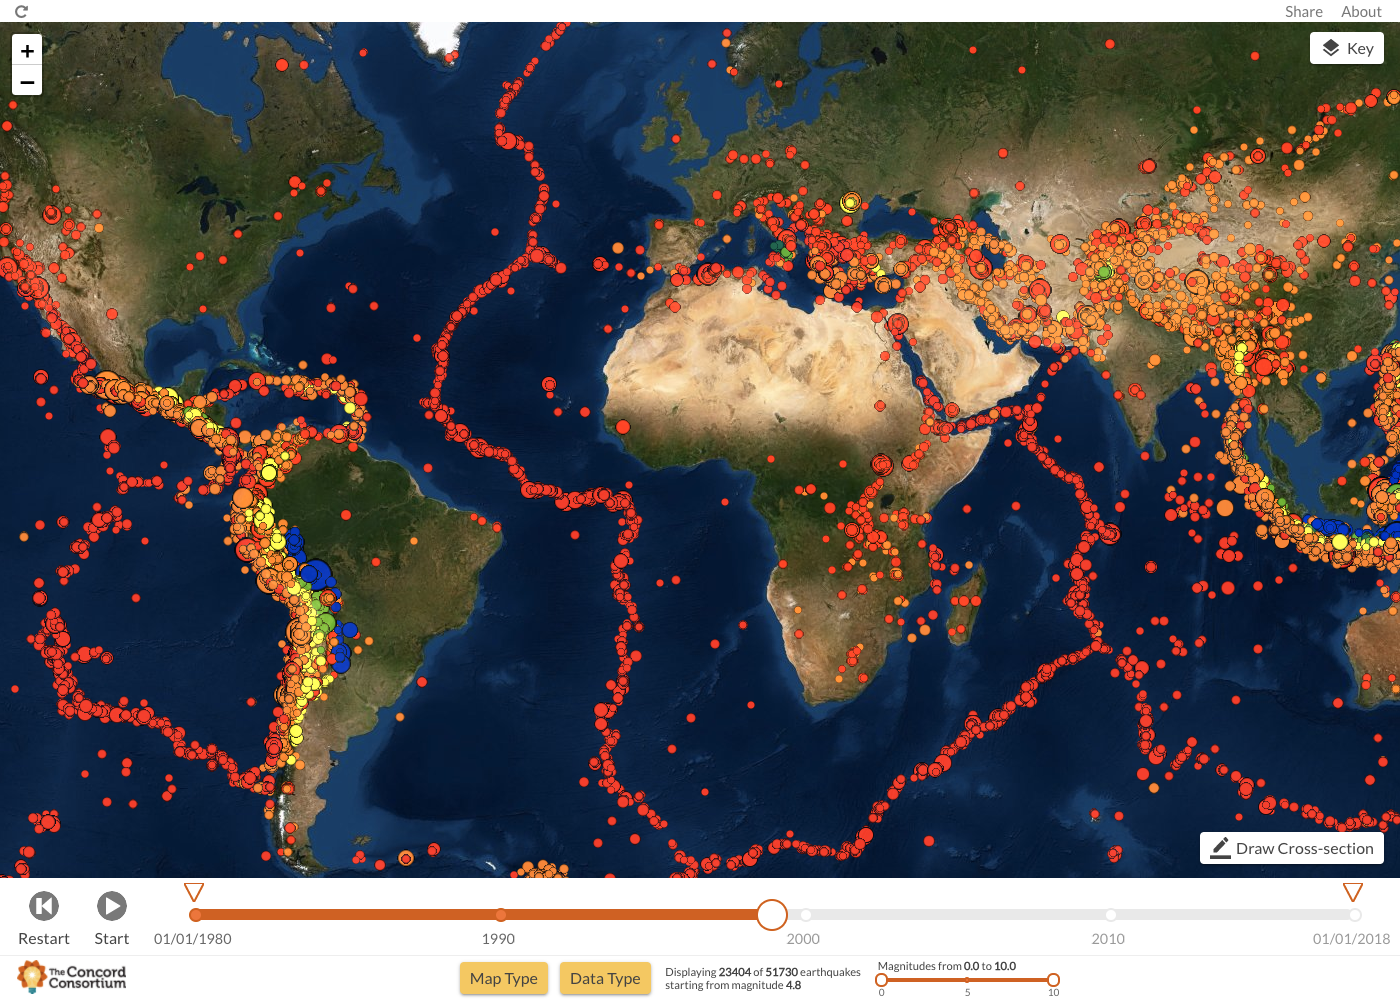 Share About
+
Key
−
Draw Cross-section
Restart
Start
01/01/1980
1990
2000
2010
01/01/2018
The Concord
Consortium
Map Type
Data Type
Displaying 23404 of 51730 earthquakes
starting from magnitude 4.8
Magnitudes from 0.0 to 10.0
0 5 10